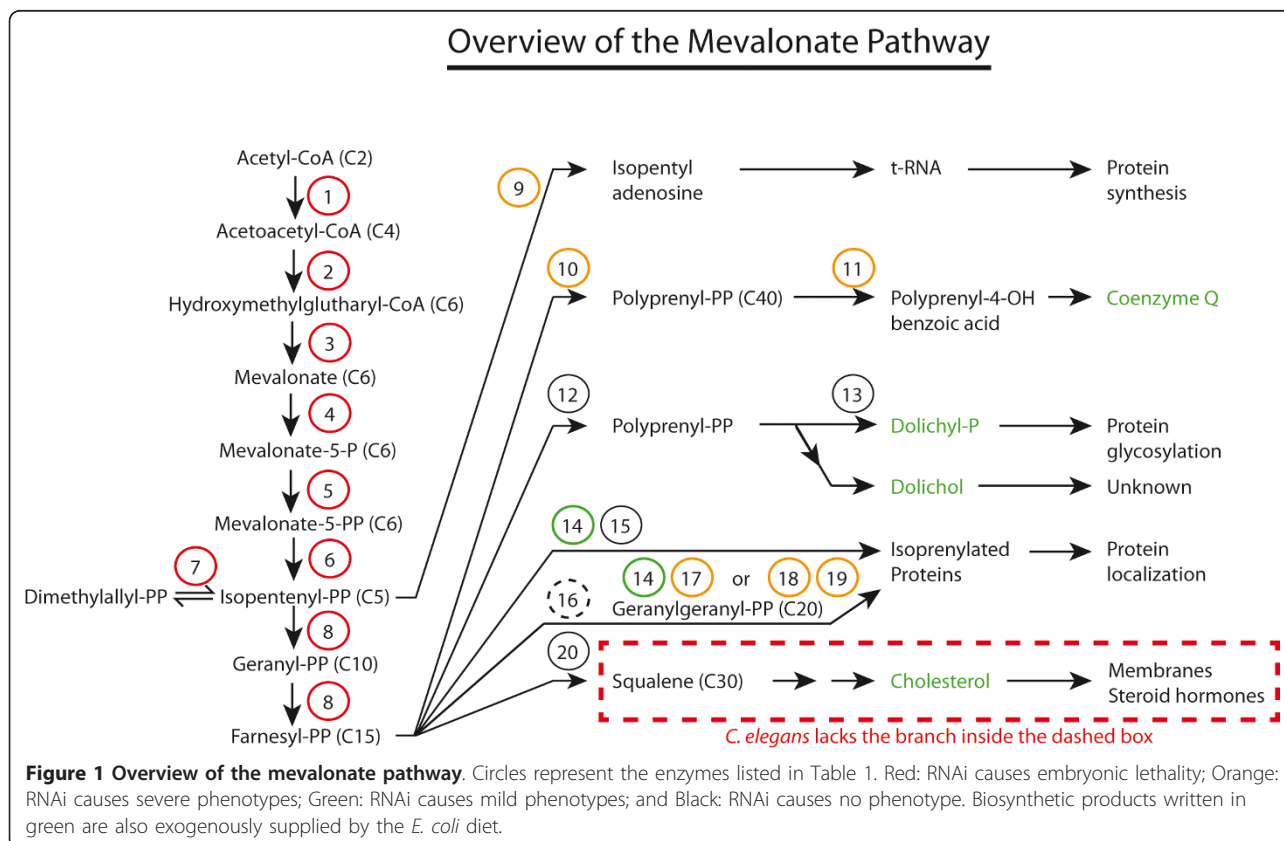 Overview of the Mevalonate Pathway
Acetyl-CoA (C2)
1
Acetoacetyl-CoA (C4)
2
Hydroxymethylglutharyl-CoA (C6)
3
Mevalonate (C6)
4
Mevalonate-5-P (C6)
5
Mevalonate-5-PP (C6)
6
7
Dimethylallyl-PP
Isopentenyl-PP (C5)
8
Geranyl-PP (C10)
8
Farnesyl-PP (C15)
9
Isopentyl
adenosine
t-RNA
Protein
synthesis
10
Polyprenyl-PP (C40)
11
Polyprenyl-4-OH
benzoic acid
Coenzyme Q
12
Polyprenyl-PP
13
Dolichyl-P
Protein
glycosylation
Dolichol
Unknown
14 15
Isoprenylated
Proteins
Protein
localization
14 17 or 18 19
16
Geranylgeranyl-PP (C20)
20
Squalene (C30)
Cholesterol
Membranes
Steroid hormones
C. elegans lacks the branch inside the dashed box
Figure 1 Overview of the mevalonate pathway. Circles represent the enzymes listed in Table 1. Red: RNAi causes embryonic lethality; Orange:
RNAi causes severe phenotypes; Green: RNAi causes mild phenotypes; and Black: RNAi causes no phenotype. Biosynthetic products written in
green are also exogenously supplied by the E. coli diet.